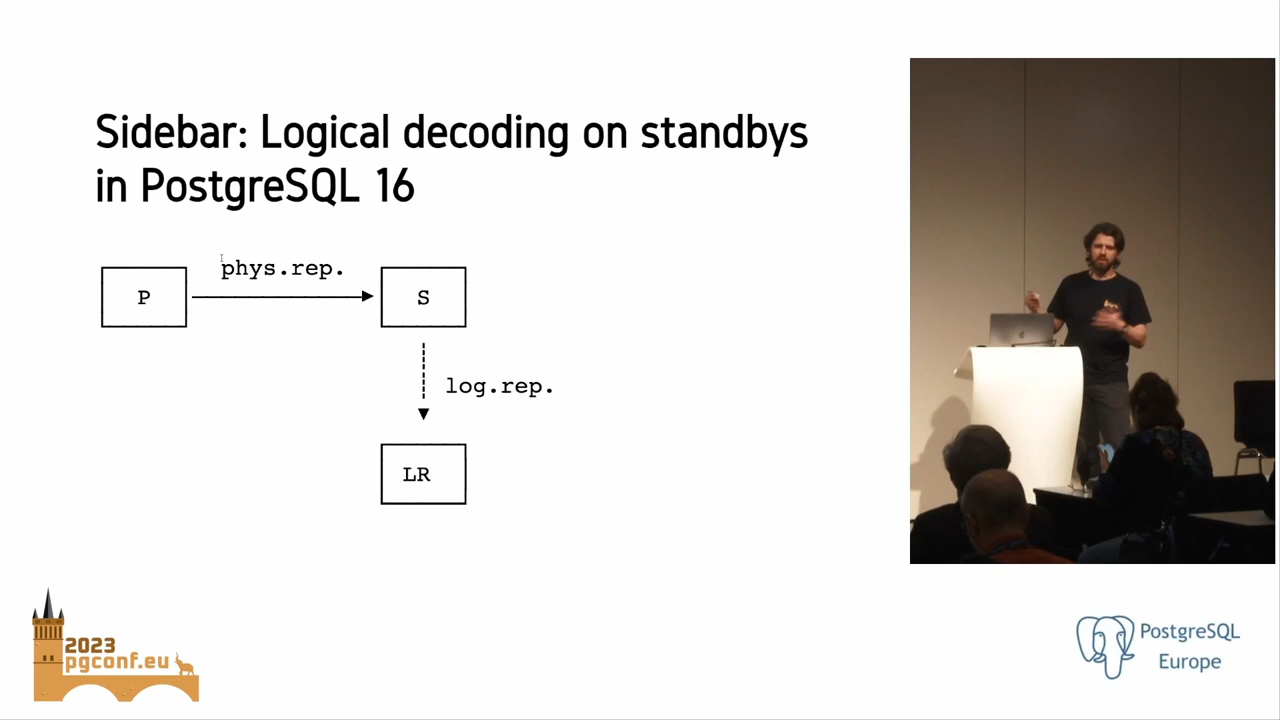 Sidebar: Logical decoding on standbys
in PostgreSQL 16
phys.rep.
P
S
log.rep.
LR
2023
pgconf.eu
PostgreSQL
Europe